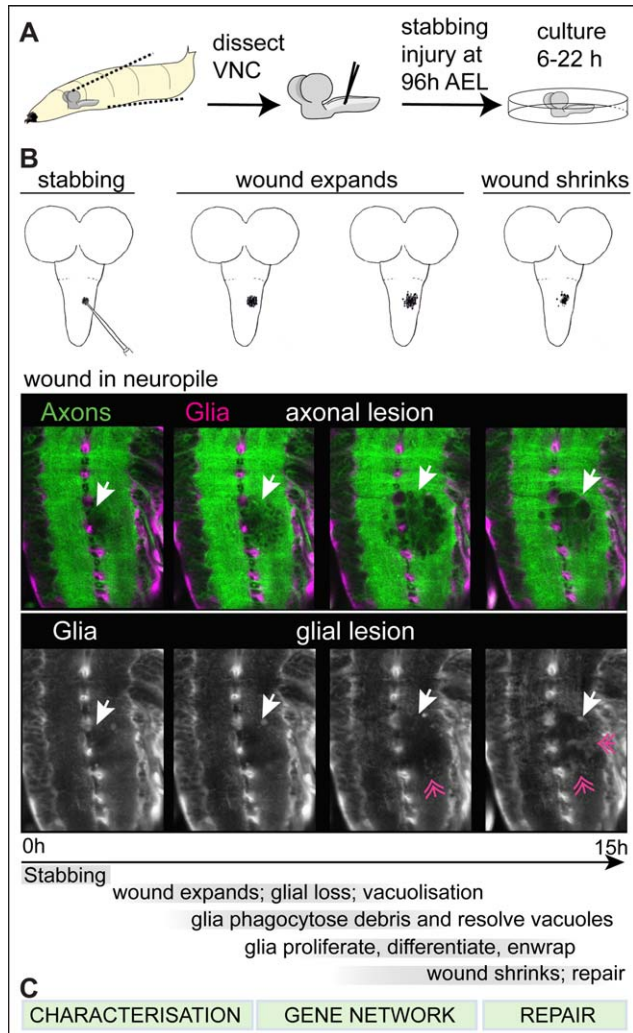 A
dissect
VNC
stabbing
injury at
96h AEL
culture
6-22 h
B
stabbing
wound expands
wound shrinks
wound in neuropile
Axons Glia axonal lesion
Glia glial lesion
0h 15h
Stabbing
wound expands; glial loss; vacuolisation
glia phagocytose debris and resolve vacuoles
glia proliferate, differentiate, enwrap
wound shrinks; repair
C
CHARACTERISATION GENE NETWORK REPAIR